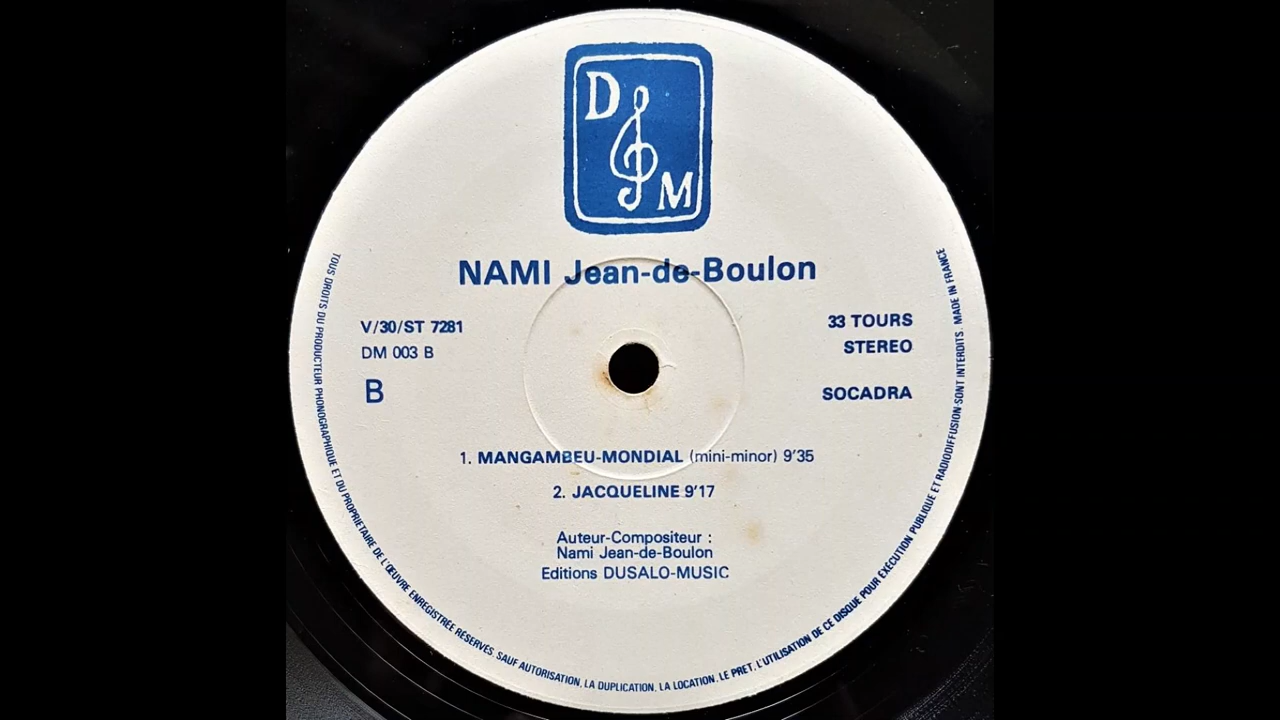 D M
NAMI Jean-de-Boulon
V/30/ST 7281
DM 003 B
B
33 TOURS
STEREO
SOCADRA
1. MANGAMBEU-MONDIAL (mini-minor) 9'35
2. JACQUELINE 9'17
Auteur-Compositeur :
Nami Jean-de-Boulon
Editions DUSALO-MUSIC
TOUS DROITS DU PRODUCTEUR PHONOGRAPHIQUE ET DU PROPRIETAIRE DE L'ŒUVRE ENREGISTRÉE RÉSERVÉS. SAUF AUTORISATION, LA DUPLICATION, LA LOCATION, LE PRET, L'UTILISATION DE CE DISQUE POUR EXÉCUTION PUBLIQUE ET RADIODIFFUSION SONT INTERDITS. MADE IN FRANCE